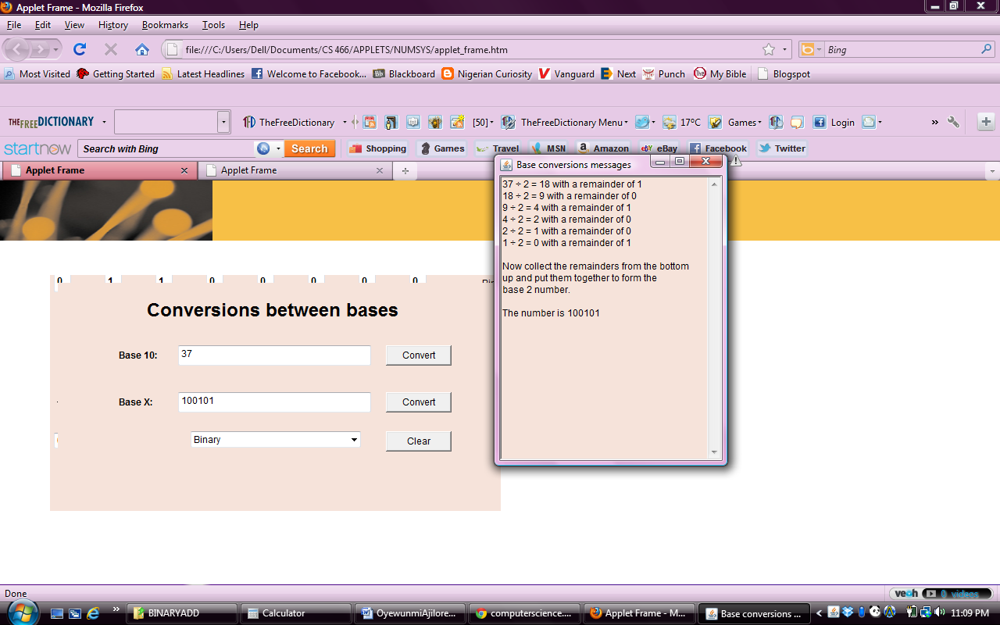 Applet Frame - Mozilla Firefox
File Edit View History Bookmarks Tools Help
file:///C:/Users/Dell/Documents/CS 466/APPLETS/NUMSYS/applet_frame.htm Bing
Most Visited Getting Started Latest Headlines Welcome to Facebook... Blackboard Nigerian Curiosity Vanguard Next Punch My Bible Blogspot
THEFREEDICTIONARY TheFreeDictionary [50] TheFreeDictionary Menu 17°C Games Login »
startnow Search with Bing Search Shopping Games Travel MSN Amazon eBay Facebook Twitter
Applet Frame Applet Frame
Base conversions messages
37 ÷ 2 = 18 with a remainder of 1
18 ÷ 2 = 9 with a remainder of 0
9 ÷ 2 = 4 with a remainder of 1
4 ÷ 2 = 2 with a remainder of 0
2 ÷ 2 = 1 with a remainder of 0
1 ÷ 2 = 0 with a remainder of 1
Now collect the remainders from the bottom
up and put them together to form the
base 2 number.
The number is 100101
0 1 1 0 0 0 0 0
Conversions between bases
Base 10: 37 Convert
Base X: 100101 Convert
Binary Clear
Done veoh 0 videos
» BINARYADD Calculator OyewunmiAjilore... computerscience.... Applet Frame - M... Base conversions ... 11:09 PM